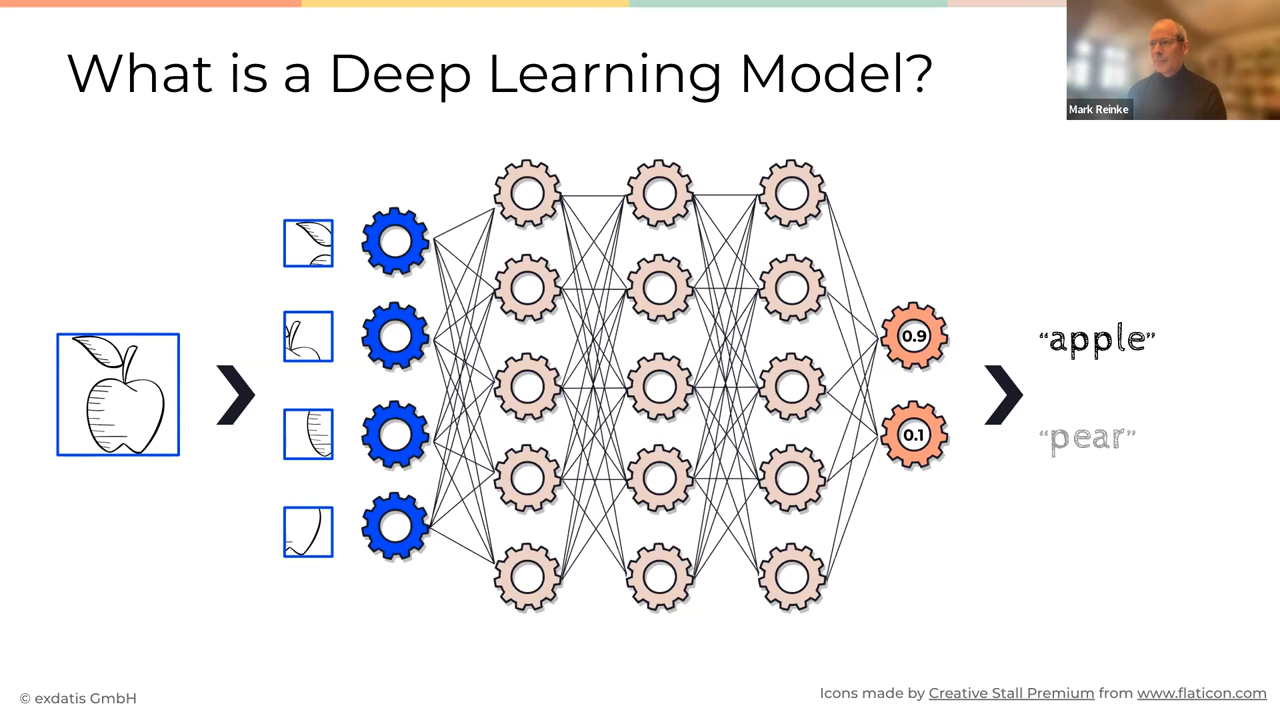 What is a Deep Learning Model?
Mark Reinke
0.9
"apple"
0.1
"pear"
© exdatis GmbH
Icons made by Creative Stall Premium from www.flaticon.com